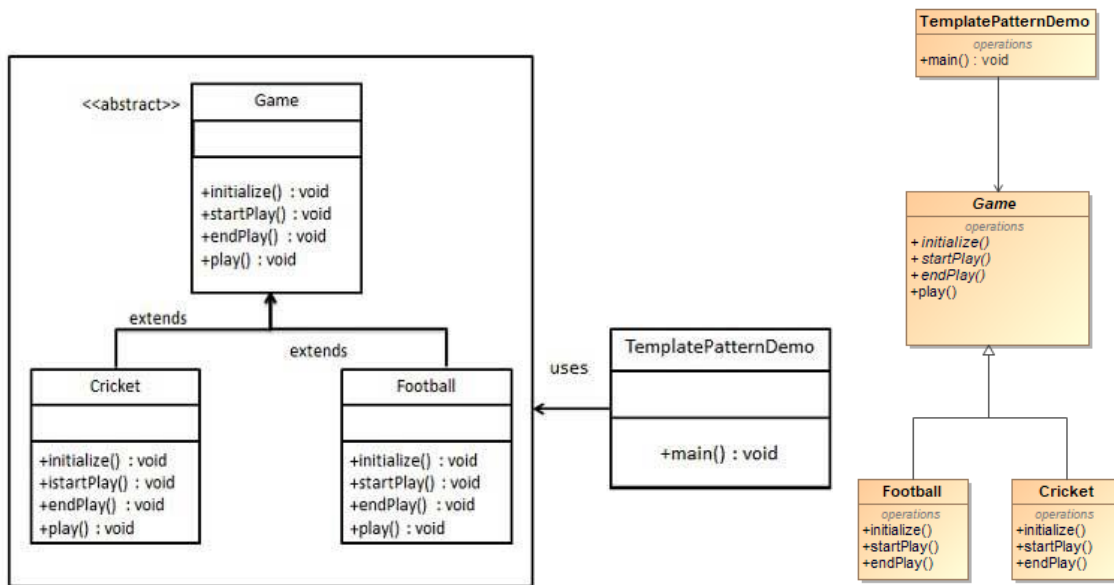 <<abstract>>
Game
+initialize() : void
+startPlay() : void
+endPlay() : void
+play() : void
extends
extends
Cricket
+initialize() : void
+istartPlay() : void
+endPlay() : void
+play() : void
Football
+initialize() : void
+startPlay() : void
+endPlay() : void
+play() : void
uses
TemplatePatternDemo
+main() : void
TemplatePatternDemo
operations
+main() : void
Game
operations
+ initialize()
+ startPlay()
+ endPlay()
+play()
Football
operations
+initialize()
+startPlay()
+endPlay()
Cricket
operations
+initialize()
+startPlay()
+endPlay()